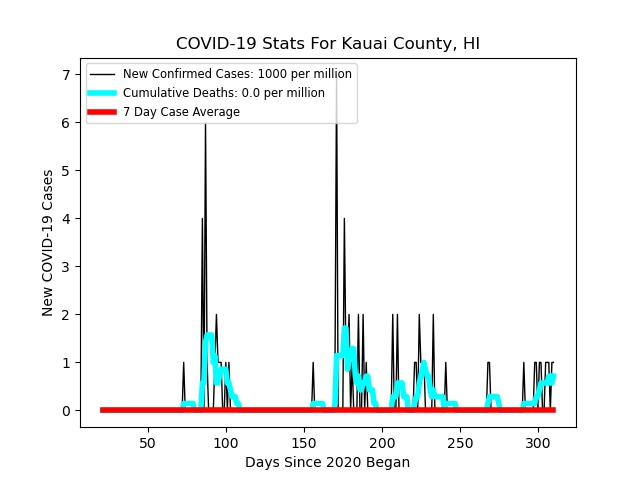 COVID-19 Stats For Kauai County, HI
New Confirmed Cases: 1000 per million
Cumulative Deaths: 0.0 per million
7 Day Case Average
7
6
5
4
3
2
1
0
New COVID-19 Cases
50 100 150 200 250 300
Days Since 2020 Began